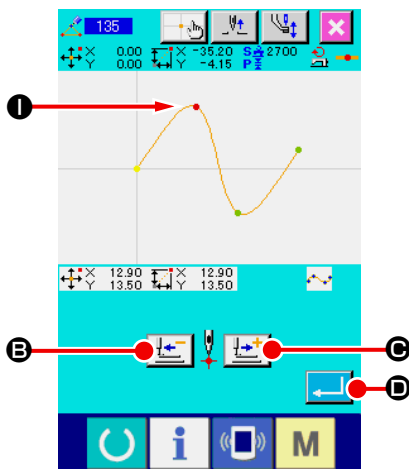 135
X 0.00 X -35.20 S 2700
Y 0.00 Y -4.15 P
I
X 12.90 X 12.90
Y 13.50 Y 13.50
B
C
D
i M